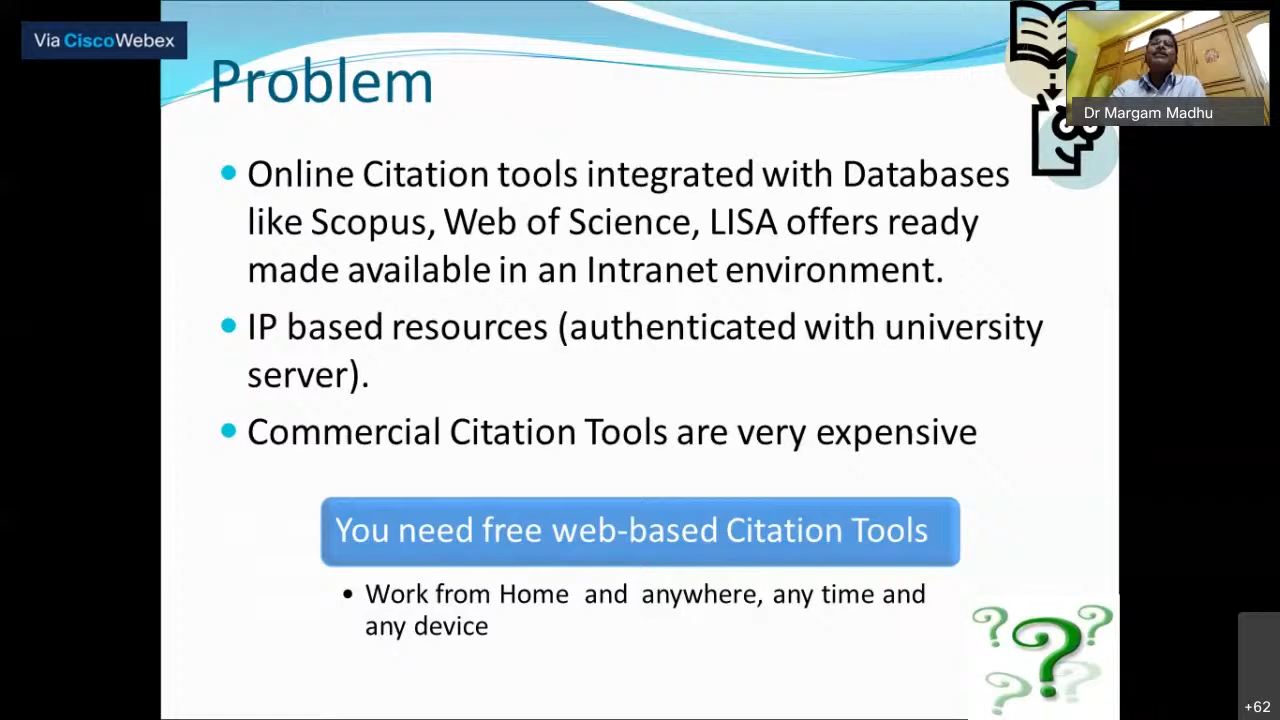 Via CiscoWebex
Problem
Dr Margam Madhu
• Online Citation tools integrated with Databases
like Scopus, Web of Science, LISA offers ready
made available in an Intranet environment.
• IP based resources (authenticated with university
server).
• Commercial Citation Tools are very expensive
You need free web-based Citation Tools
• Work from Home and anywhere, any time and
any device
+62